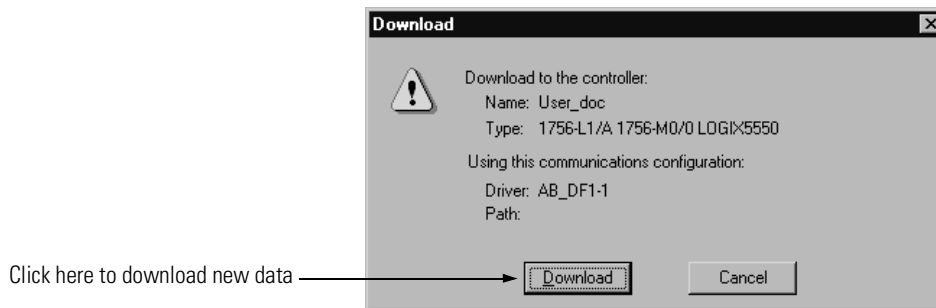 Download
Download to the controller:
Name: User_doc
Type: 1756-L1/A 1756-M0/0 LOGIX5550
Using this communications configuration:
Driver: AB_DF1-1
Path:
Click here to download new data
Download
Cancel